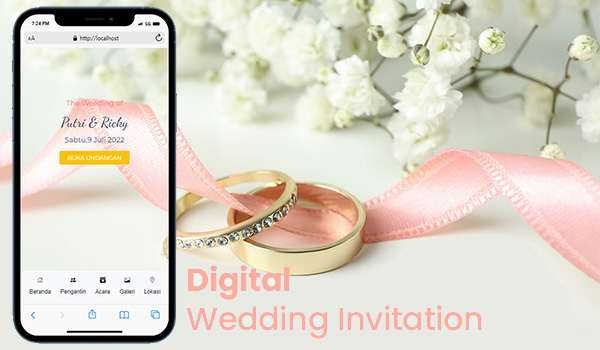 7:24 PM
5G
AA
http://localhost
The Wedding of
Putri & Ricky
Sabtu,9 Juli 2022
BUKA UNDANGAN
Beranda Pengantin Acara Galeri Lokasi
Digital
Wedding Invitation